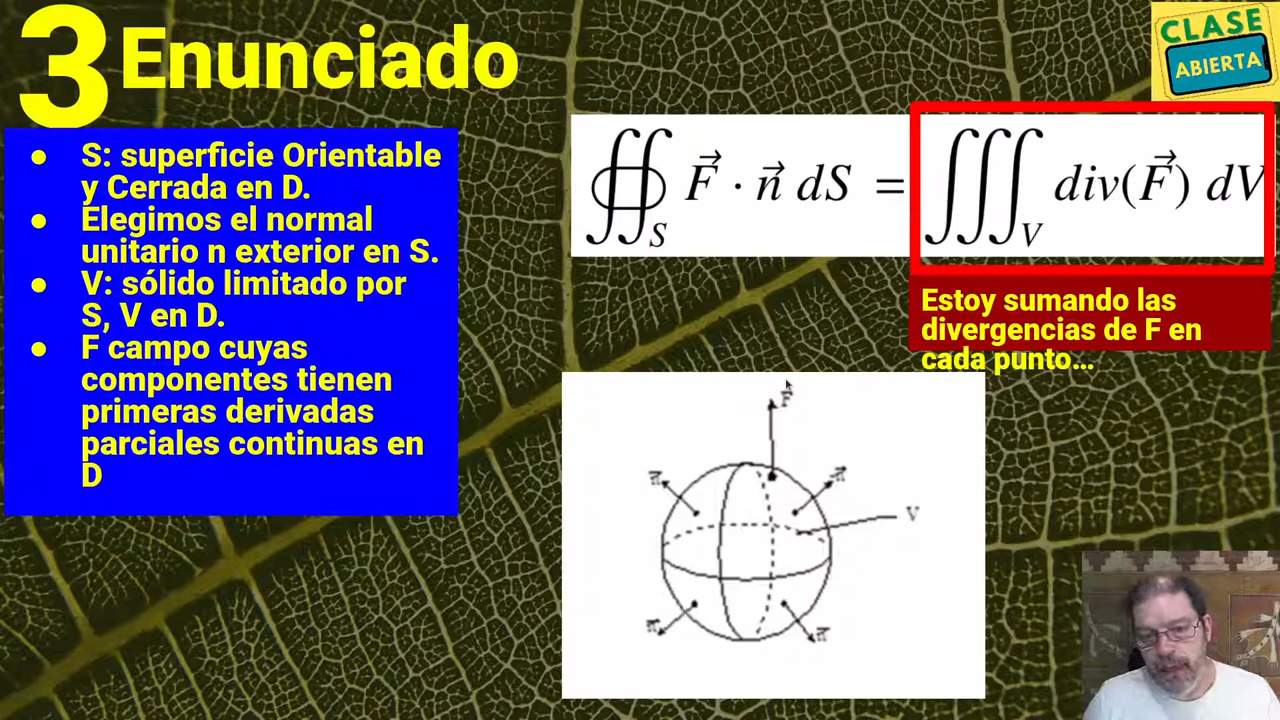 3 Enunciado
CLASE
ABIERTA
● S: superficie Orientable
y Cerrada en D.
● Elegimos el normal
unitario n exterior en S.
● V: sólido limitado por
S, V en D.
● F campo cuyas
componentes tienen
primeras derivadas
parciales continuas en
D
∯_S F⃗ · n⃗ dS = ∭_V div(F⃗) dV
Estoy sumando las
divergencias de F en
cada punto...
F⃗
n⃗
n⃗
V
n⃗
n⃗